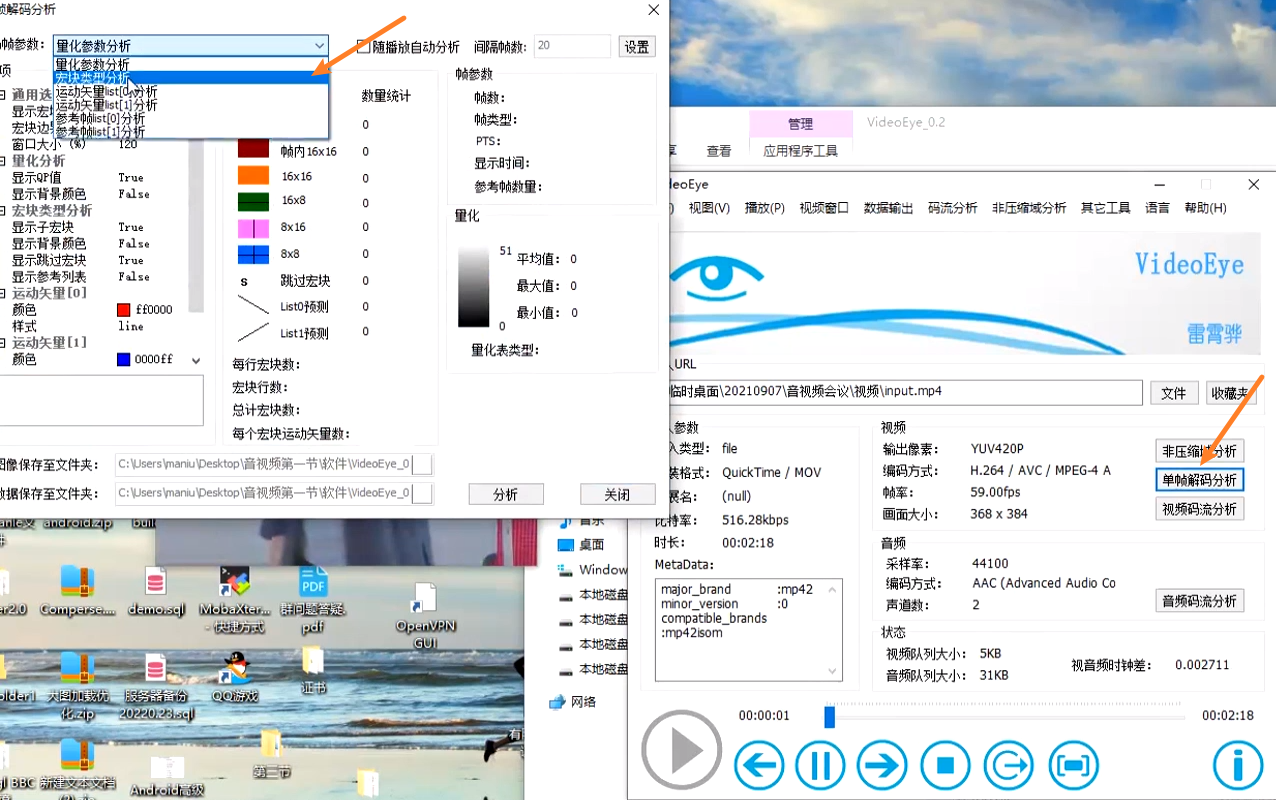 帧解码分析
帧参数:
量化参数分析
随播放自动分析
间隔帧数:
20
设置
量化参数分析
宏块类型分析
运动矢量list[0]分析
运动矢量list[1]分析
参考帧list[0]分析
参考帧list[1]分析
项
通用选
显示宏
宏块边
窗口大小 (%)
120
量化分析
显示QP值
True
显示背景颜色
False
宏块类型分析
显示子宏块
True
显示背景颜色
False
显示跳过宏块
True
显示参考列表
False
运动矢量[0]
颜色
ff0000
样式
line
运动矢量[1]
颜色
0000ff
数量统计
0
帧内16x16
0
16x16
0
16x8
0
8x16
0
8x8
0
s
跳过宏块
0
List0预测
0
List1预测
0
每行宏块数:
宏块行数:
总计宏块数:
每个宏块运动矢量数:
帧参数
帧数:
帧类型:
PTS:
显示时间:
参考帧数量:
量化
51
0
平均值: 0
最大值: 0
最小值: 0
量化表类型:
图像保存至文件夹:
C:\Users\maniu\Desktop\音视频第一节\软件\VideoEye_0
数据保存至文件夹:
C:\Users\maniu\Desktop\音视频第一节\软件\VideoEye_0
分析
关闭
管理
VideoEye_0.2
查看
应用程序工具
deoEye
视图(V)
播放(P)
视频窗口
数据输出
码流分析
非压缩域分析
其它工具
语言
帮助(H)
VideoEye
雷霄骅
URL
临时桌面\20210907\音视频会议\视频\input.mp4
文件
收藏夹
参数
入类型: file
装格式: QuickTime / MOV
展名: (null)
比特率: 516.28kbps
时长: 00:02:18
MetaData:
major_brand :mp42
minor_version :0
compatible_brands
:mp42isom
视频
输出像素: YUV420P
编码方式: H.264 / AVC / MPEG-4 A
帧率: 59.00fps
画面大小: 368 x 384
非压缩域分析
单帧解码分析
视频码流分析
音频
采样率: 44100
编码方式: AAC (Advanced Audio Co
声道数: 2
音频码流分析
状态
视频队列大小: 5KB
音频队列大小: 31KB
视音频时钟差: 0.002711
00:00:01
00:02:18
音乐
桌面
Window
本地磁盘
本地磁盘
本地磁盘
本地磁盘
网络
android.zip
buil
er2.0
Comperse....
demo.sql
MobaXter...
- 快捷方式
PDF
群问题答疑.
pdf
OpenVPN
GUI
older1
大图加载优
化.zip
服务器备份
20220.23.sql
QQ游戏
证书
BBC
新建文本文档
Android高级
第三节
有